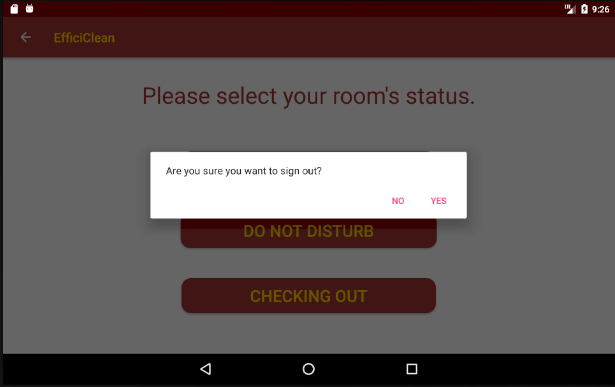 9:26
EfficiClean
Please select your room's status.
Are you sure you want to sign out?
NO YES
DO NOT DISTURB
CHECKING OUT